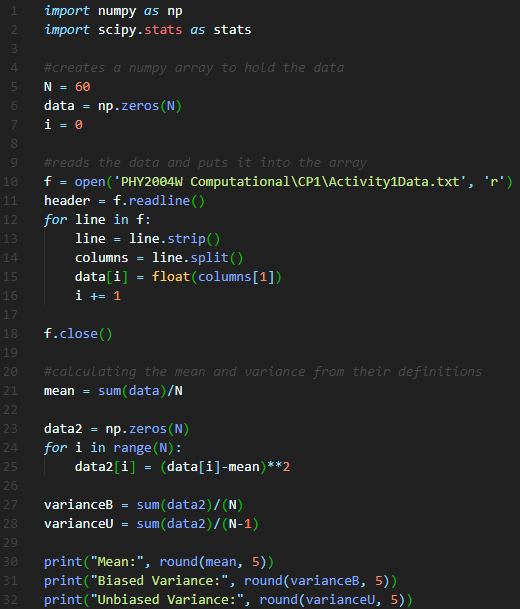 1 import numpy as np
2 import scipy.stats as stats
3
4 #creates a numpy array to hold the data
5 N = 60
6 data = np.zeros(N)
7 i = 0
8
9 #reads the data and puts it into the array
10 f = open('PHY2004W Computational\CP1\Activity1Data.txt', 'r')
11 header = f.readline()
12 for line in f:
13     line = line.strip()
14     columns = line.split()
15     data[i] = float(columns[1])
16     i += 1
17
18 f.close()
19
20 #calculating the mean and variance from their definitions
21 mean = sum(data)/N
22
23 data2 = np.zeros(N)
24 for i in range(N):
25     data2[i] = (data[i]-mean)**2
26
27 varianceB = sum(data2)/(N)
28 varianceU = sum(data2)/(N-1)
29
30 print("Mean:", round(mean, 5))
31 print("Biased Variance:", round(varianceB, 5))
32 print("Unbiased Variance:", round(varianceU, 5))